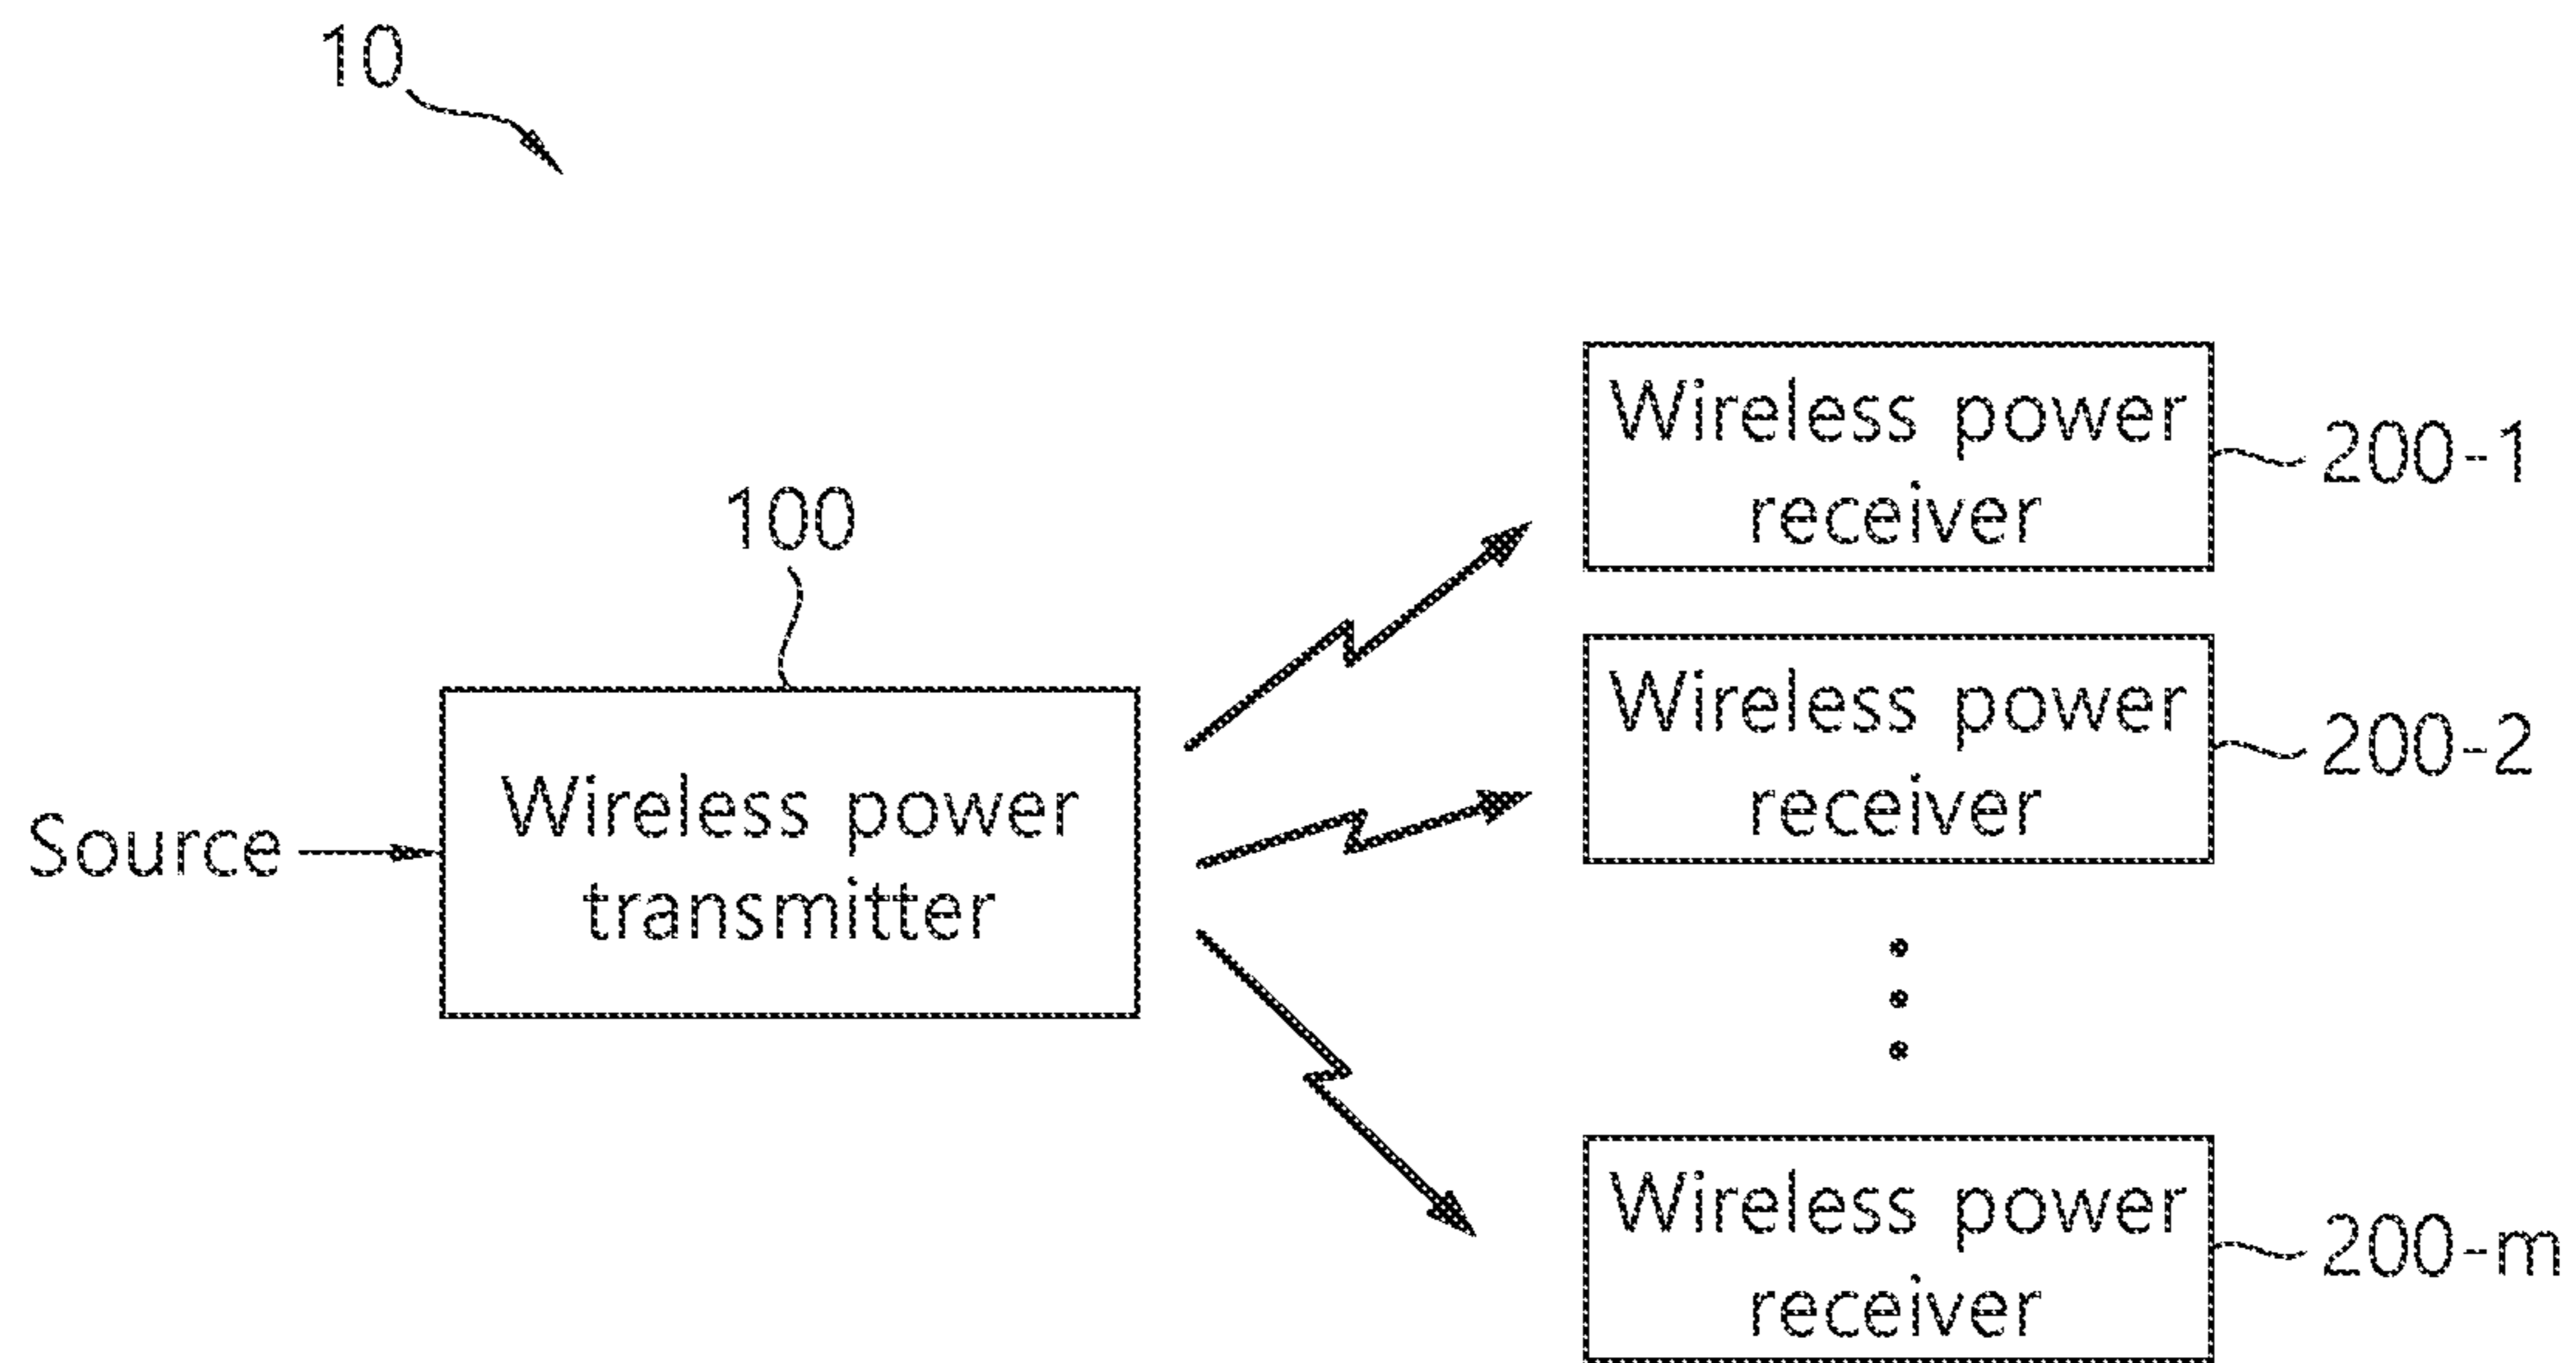 10
100
Source
Wireless power
transmitter
Wireless power
receiver
200-1
Wireless power
receiver
200-2
Wireless power
receiver
200-m